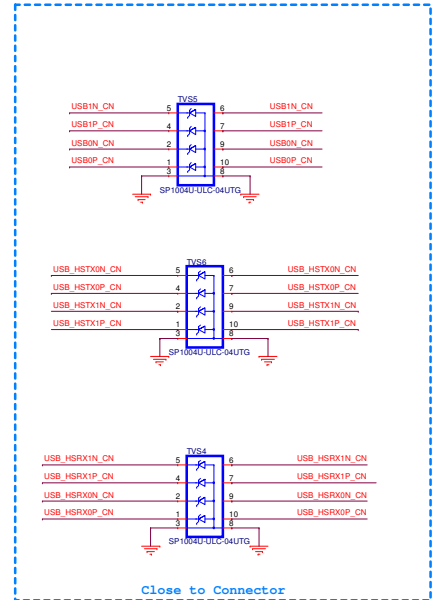 TVS5
USB1N_CN 5 6 USB1N_CN
USB1P_CN 4 7 USB1P_CN
USB0N_CN 2 9 USB0N_CN
USB0P_CN 1 10 USB0P_CN
3 8
SP1004U-ULC-04UTG
TVS6
USB_HSTX0N_CN 5 6 USB_HSTX0N_CN
USB_HSTX0P_CN 4 7 USB_HSTX0P_CN
USB_HSTX1N_CN 2 9 USB_HSTX1N_CN
USB_HSTX1P_CN 1 10 USB_HSTX1P_CN
3 8
SP1004U-ULC-04UTG
TVS4
USB_HSRX1N_CN 5 6 USB_HSRX1N_CN
USB_HSRX1P_CN 4 7 USB_HSRX1P_CN
USB_HSRX0N_CN 2 9 USB_HSRX0N_CN
USB_HSRX0P_CN 1 10 USB_HSRX0P_CN
3 8
SP1004U-ULC-04UTG
Close to Connector